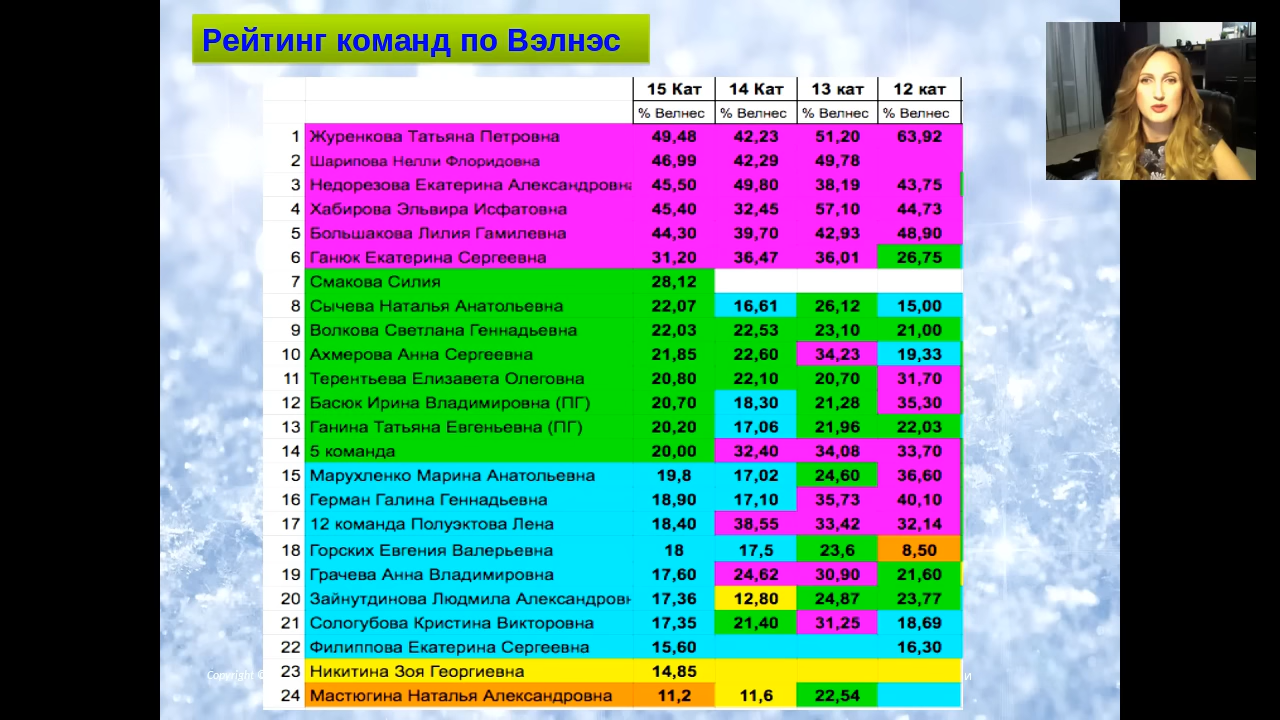 Рейтинг команд по Вэлнэс
15 Кат 14 Кат 13 кат 12 кат
% Велнес % Велнес % Велнес % Велнес
1 Журенкова Татьяна Петровна 49,48 42,23 51,20 63,92
2 Шарипова Нелли Флоридовна 46,99 42,29 49,78
3 Недорезова Екатерина Александровна 45,50 49,80 38,19 43,75
4 Хабирова Эльвира Исфатовна 45,40 32,45 57,10 44,73
5 Большакова Лилия Гамилевна 44,30 39,70 42,93 48,90
6 Ганюк Екатерина Сергеевна 31,20 36,47 36,01 26,75
7 Смакова Силия 28,12
8 Сычева Наталья Анатольевна 22,07 16,61 26,12 15,00
9 Волкова Светлана Геннадьевна 22,03 22,53 23,10 21,00
10 Ахмерова Анна Сергеевна 21,85 22,60 34,23 19,33
11 Терентьева Елизавета Олеговна 20,80 22,10 20,70 31,70
12 Басюк Ирина Владимировна (ПГ) 20,70 18,30 21,28 35,30
13 Ганина Татьяна Евгеньевна (ПГ) 20,20 17,06 21,96 22,03
14 5 команда 20,00 32,40 34,08 33,70
15 Марухленко Марина Анатольевна 19,8 17,02 24,60 36,60
16 Герман Галина Геннадьевна 18,90 17,10 35,73 40,10
17 12 команда Полуэктова Лена 18,40 38,55 33,42 32,14
18 Горских Евгения Валерьевна 18 17,5 23,6 8,50
19 Грачева Анна Владимировна 17,60 24,62 30,90 21,60
20 Зайнутдинова Людмила Александровн 17,36 12,80 24,87 23,77
21 Сологубова Кристина Викторовна 17,35 21,40 31,25 18,69
22 Филиппова Екатерина Сергеевна 15,60 16,30
23 Никитина Зоя Георгиевна 14,85
24 Мастюгина Наталья Александровна 11,2 11,6 22,54
Copyright ©